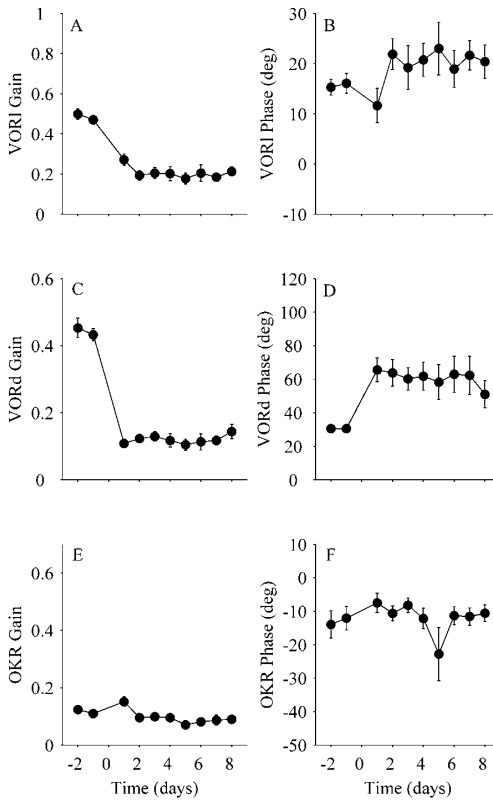 A
VORl Gain
1
0.8
0.6
0.4
0.2
0
B
VORl Phase (deg)
30
20
10
0
-10
C
VORd Gain
0.6
0.4
0.2
0
D
VORd Phase (deg)
120
100
80
60
40
20
0
E
OKR Gain
0.6
0.4
0.2
0
-2 0 2 4 6 8
Time (days)
F
OKR Phase (deg)
10
0
-10
-20
-30
-40
-50
-2 0 2 4 6 8
Time (days)